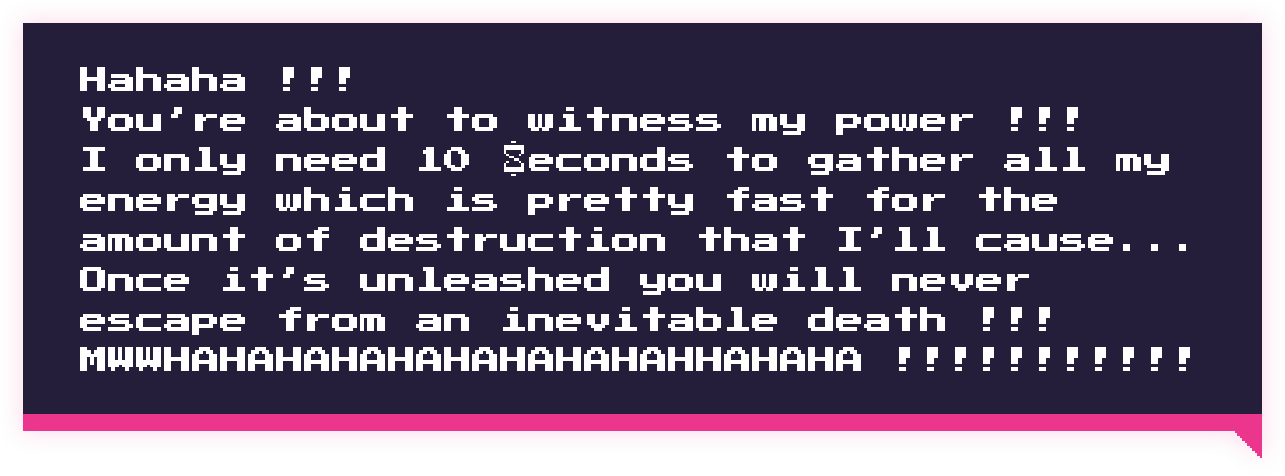 Hahaha !!!
You're about to witness my power !!!
I only need 10 Seconds to gather all my
energy which is pretty fast for the
amount of destruction that I'll cause...
Once it's unleashed you will never
escape from an inevitable death !!!
MWWHAHAHAHAHAHAHAHAHAHAHHAHAHA !!!!!!!!!!!